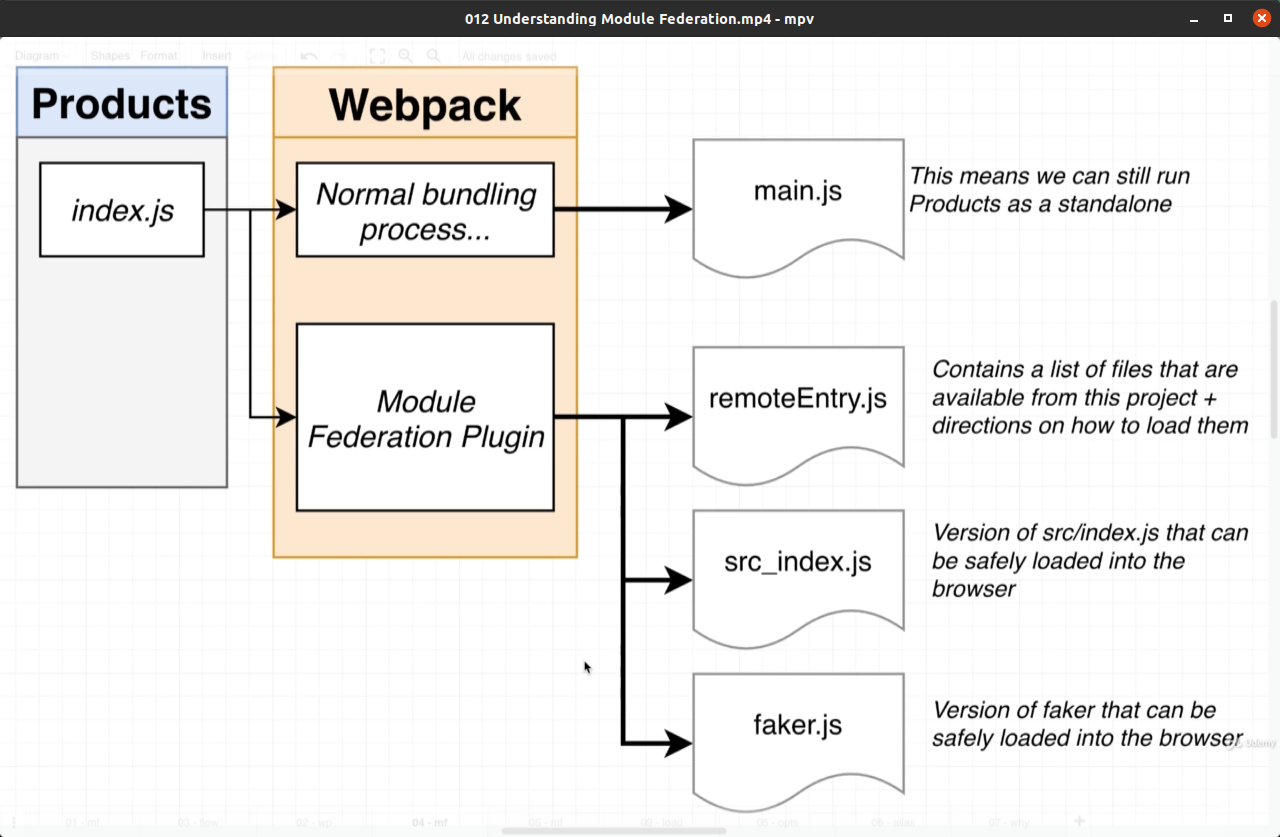 012 Understanding Module Federation.mp4 - mpv
Diagram Shapes Format Insert Delete All changes saved
Products
Webpack
index.js
Normal bundling
process...
main.js
This means we can still run
Products as a standalone
Module
Federation Plugin
remoteEntry.js
Contains a list of files that are
available from this project +
directions on how to load them
src_index.js
Version of src/index.js that can
be safely loaded into the
browser
faker.js
Version of faker that can be
safely loaded into the browser
Udemy
01 - mf 03 - flow 02 - wp 04 - mf 05 - mf 09 - load 05 - opts 06 - alias 07 - why